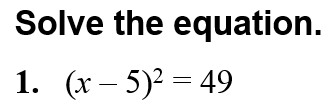 Solve the equation.
1. (x – 5)² = 49